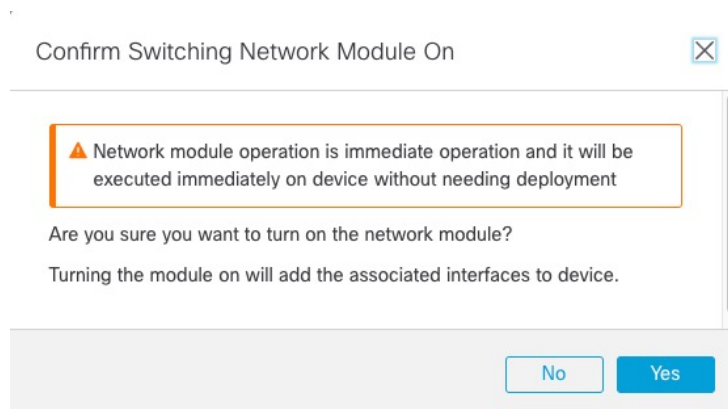 Confirm Switching Network Module On
Network module operation is immediate operation and it will be
executed immediately on device without needing deployment
Are you sure you want to turn on the network module?
Turning the module on will add the associated interfaces to device.
No
Yes